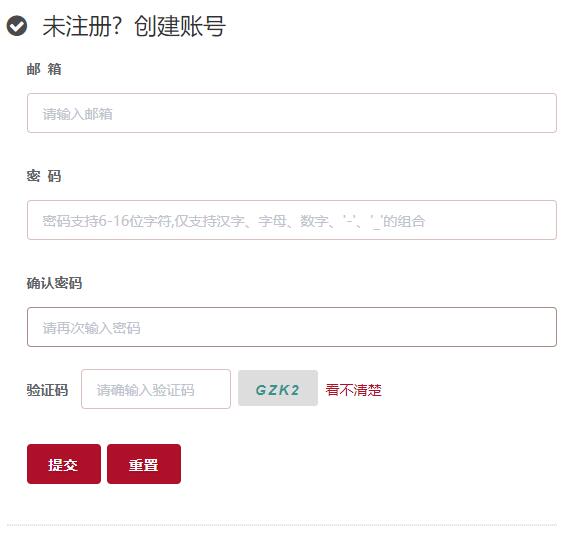 未注册？创建账号
邮 箱
请输入邮箱
密 码
密码支持6-16位字符,仅支持汉字、字母、数字、'-'、'_'的组合
确认密码
请再次输入密码
验证码 请确输入验证码 GZK2 看不清楚
提交 重置